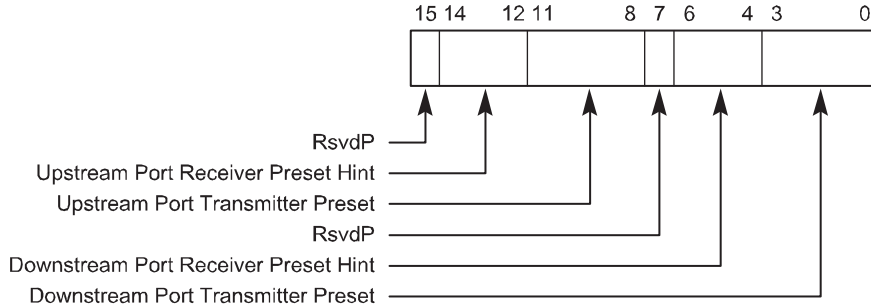 15 14 12 11 8 7 6 4 3 0
RsvdP
Upstream Port Receiver Preset Hint
Upstream Port Transmitter Preset
RsvdP
Downstream Port Receiver Preset Hint
Downstream Port Transmitter Preset